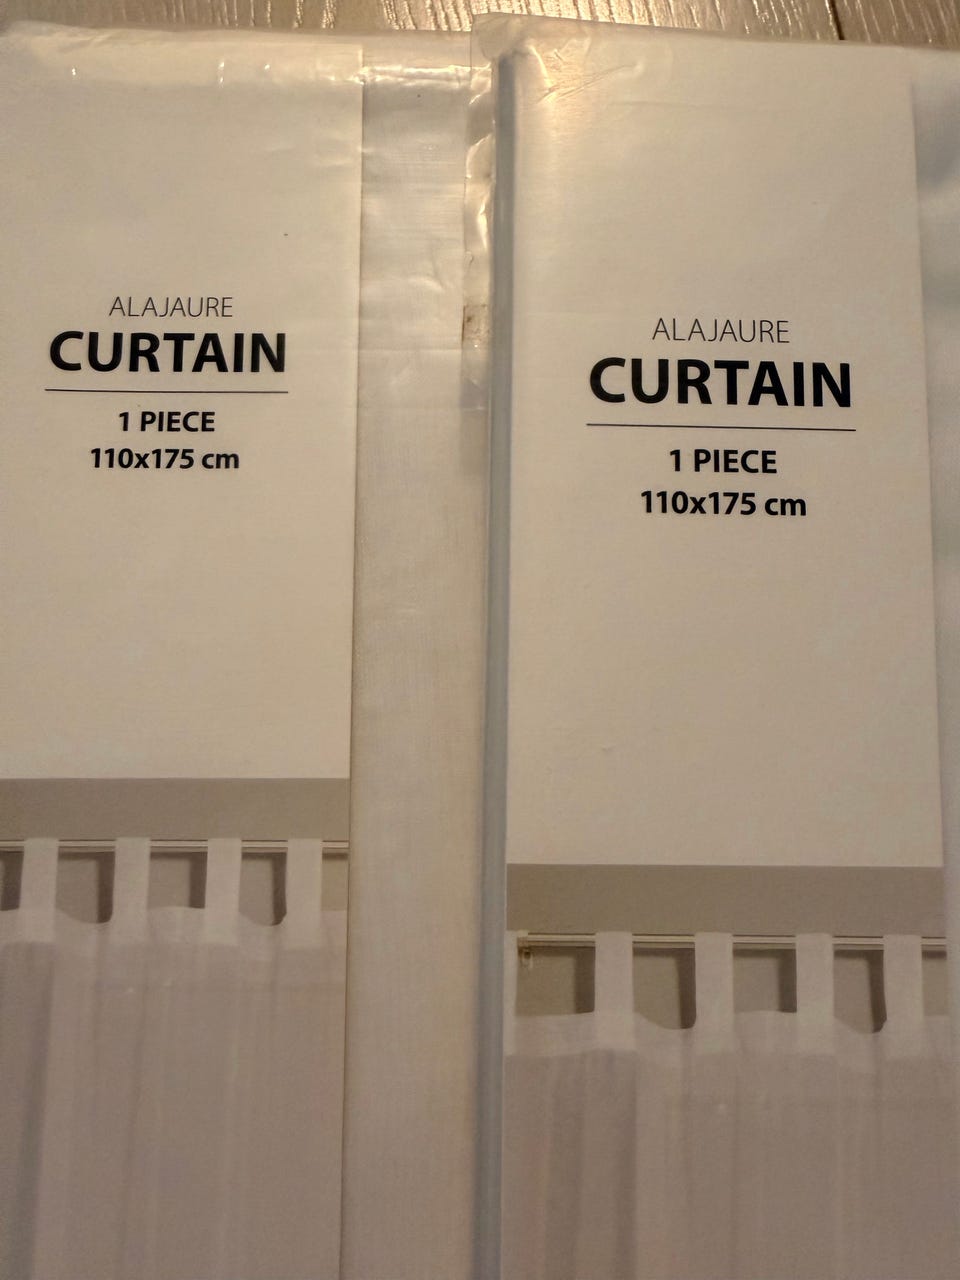 ALAJAURE
CURTAIN
1 PIECE
110x175 cm
ALAJAURE
CURTAIN
1 PIECE
110x175 cm